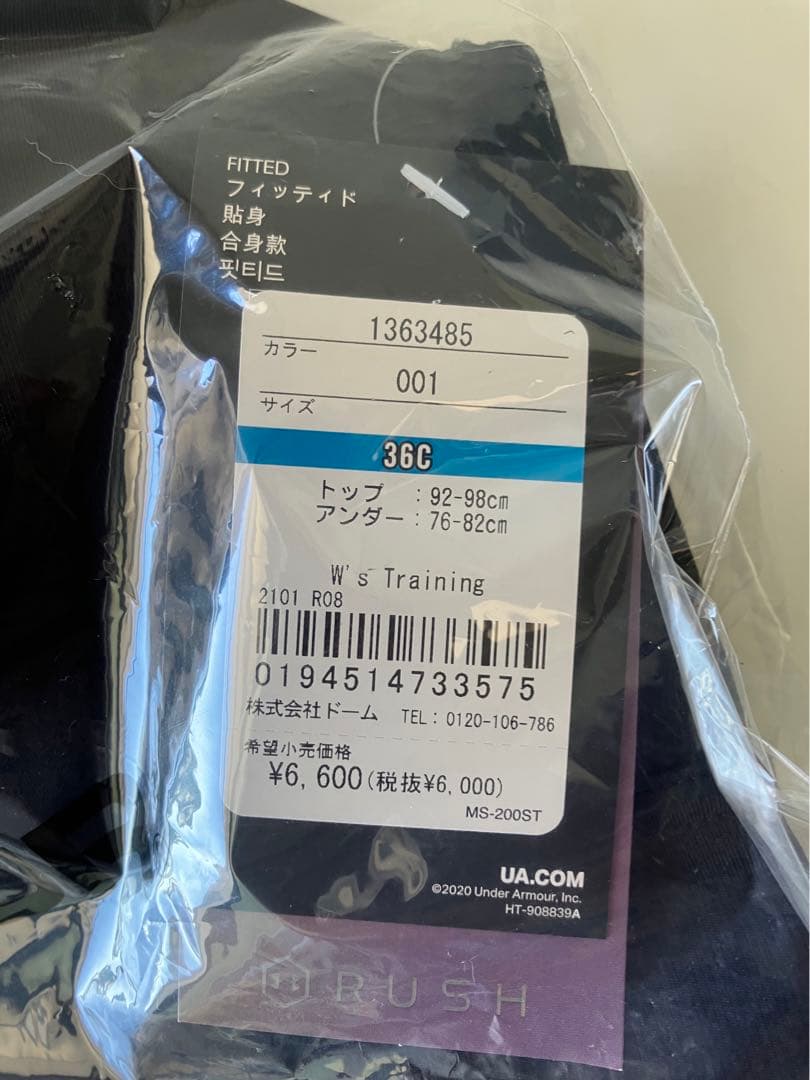 FITTED
フィッティド
貼身
合身款
핏티드
1363485
カラー
001
サイズ
36C
トップ :92-98cm
アンダー:76-82cm
W's Training
2101 R08
0194514733575
株式会社ドーム TEL: 0120-106-786
希望小売価格
¥6,600(税抜¥6,000)
MS-200ST
UA.COM
©2020 Under Armour, Inc.
HT-908839A
RUSH